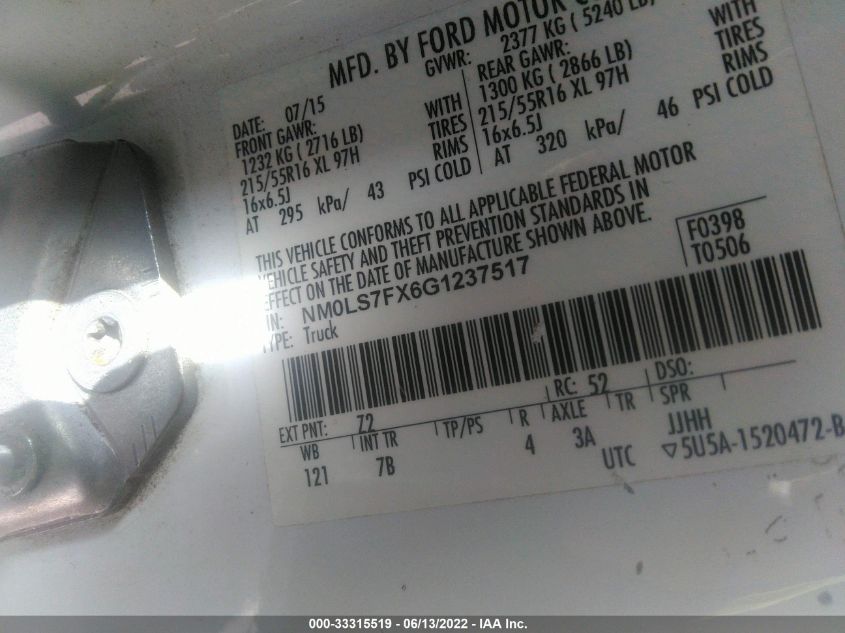 MFD. BY FORD MOTOR
DATE: 07/15
GVWR: 2377 KG ( 5240 LB)
FRONT GAWR:
1232 KG ( 2716 LB) WITH
215/55R16 XL 97H TIRES
16x6.5J RIMS
AT 295 kPa/ 43 PSI COLD
REAR GAWR:
1300 KG ( 2866 LB) WITH
215/55R16 XL 97H TIRES
16x6.5J RIMS
AT 320 kPa/ 46 PSI COLD
THIS VEHICLE CONFORMS TO ALL APPLICABLE FEDERAL MOTOR
VEHICLE SAFETY AND THEFT PREVENTION STANDARDS IN
EFFECT ON THE DATE OF MANUFACTURE SHOWN ABOVE.
F0398
T0506
VIN: NM0LS7FX6G1237517
TYPE: Truck
EXT PNT: Z2 RC: 52 DSO:
WB INT TR TP/PS R AXLE TR SPR
121 7B 4 3A JJHH
UTC ▽5U5A-1520472-B
000-33315519 - 06/13/2022 - IAA Inc.